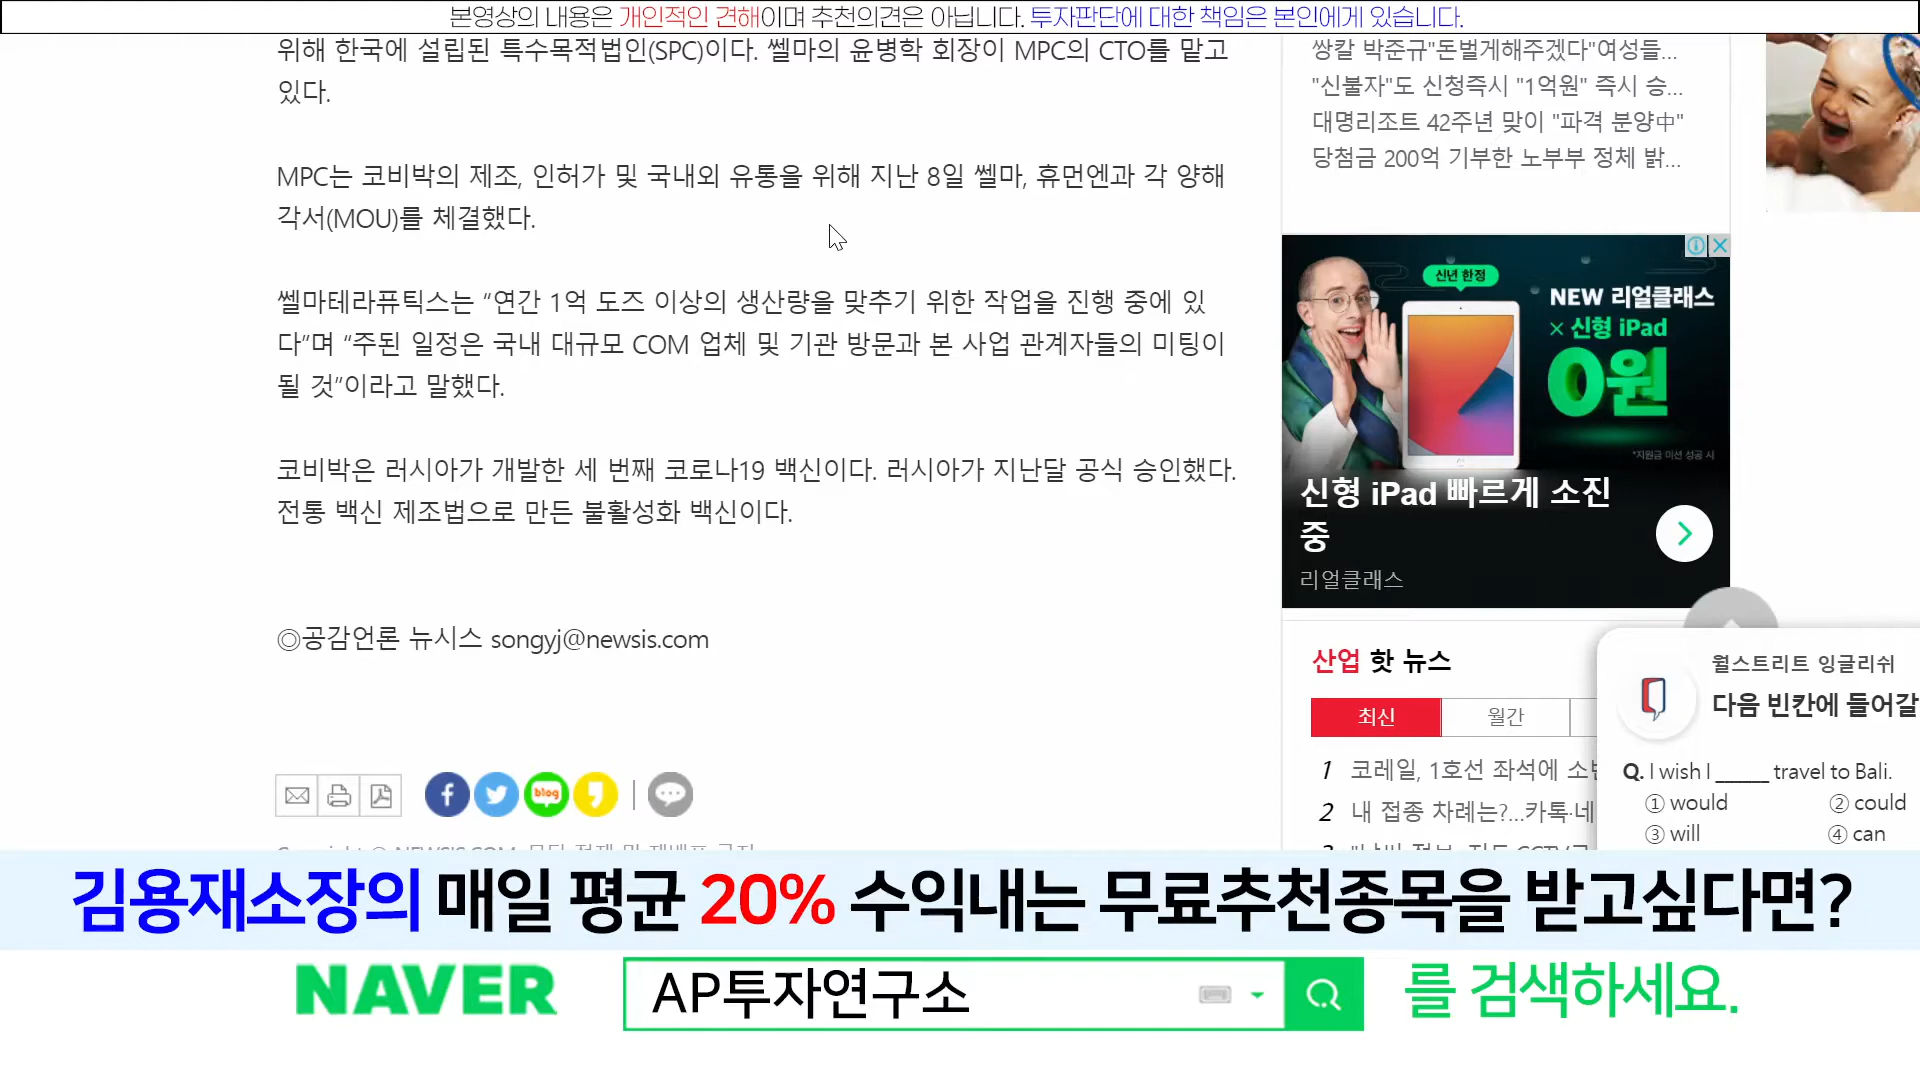 본영상의 내용은 개인적인 견해이며 추천의견은 아닙니다. 투자판단에 대한 책임은 본인에게 있습니다.
위해 한국에 설립된 특수목적법인(SPC)이다. 쎌마의 윤병학 회장이 MPC의 CTO를 맡고
있다.
MPC는 코비박의 제조, 인허가 및 국내외 유통을 위해 지난 8일 쎌마, 휴먼엔과 각 양해
각서(MOU)를 체결했다.
쎌마테라퓨틱스는 “연간 1억 도즈 이상의 생산량을 맞추기 위한 작업을 진행 중에 있
다”며 “주된 일정은 국내 대규모 COM 업체 및 기관 방문과 본 사업 관계자들의 미팅이
될 것”이라고 말했다.
코비박은 러시아가 개발한 세 번째 코로나19 백신이다. 러시아가 지난달 공식 승인했다.
전통 백신 제조법으로 만든 불활성화 백신이다.
◎공감언론 뉴시스 songyj@newsis.com
blog
쌍칼 박준규"돈벌게해주겠다"여성들...
"신불자"도 신청즉시 "1억원" 즉시 승...
대명리조트 42주년 맞이 "파격 분양中"
당첨금 200억 기부한 노부부 정체 밝...
신년 한정
NEW 리얼클래스
× 신형 iPad
0원
*지원금 미션 성공 시
신형 iPad 빠르게 소진
중
리얼클래스
산업 핫 뉴스
최신 월간
1 코레일, 1호선 좌석에
2 내 접종 차례는?...카톡·네
월스트리트 잉글리쉬
다음 빈칸에 들어갈
Q. I wish I _____ travel to Bali.
① would ② could
③ will ④ can
김용재소장의 매일 평균 20% 수익내는 무료추천종목을 받고싶다면?
NAVER AP투자연구소 를 검색하세요.